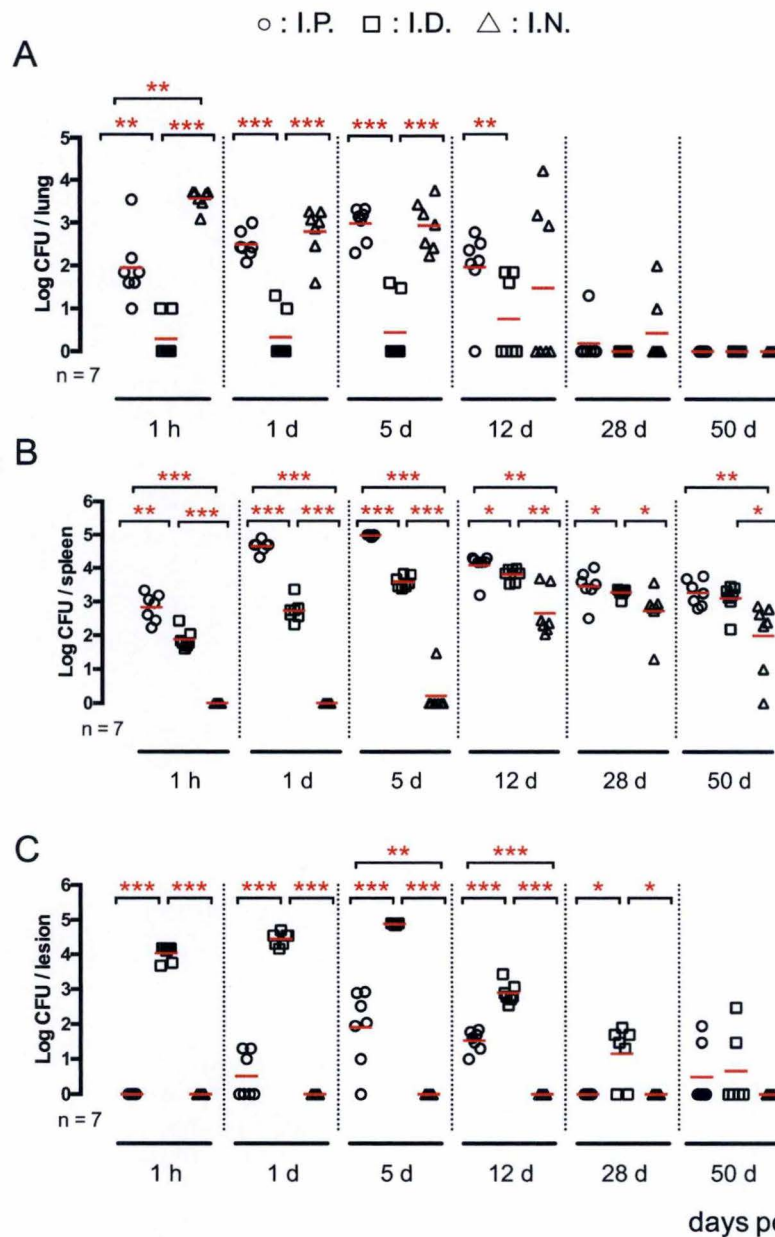 ○ : I.P. □ : I.D. △ : I.N.
A
**
** *** *** *** *** *** **
Log CFU / lung
5
4
3
2
1
0
n = 7
1 h 1 d 5 d 12 d 28 d 50 d
B
*** *** *** ** **
** *** *** *** *** *** * ** * * *
Log CFU / spleen
6
5
4
3
2
1
0
n = 7
1 h 1 d 5 d 12 d 28 d 50 d
C
** ***
*** *** *** *** *** *** *** *** * *
Log CFU / lesion
6
5
4
3
2
1
0
n = 7
1 h 1 d 5 d 12 d 28 d 50 d
days